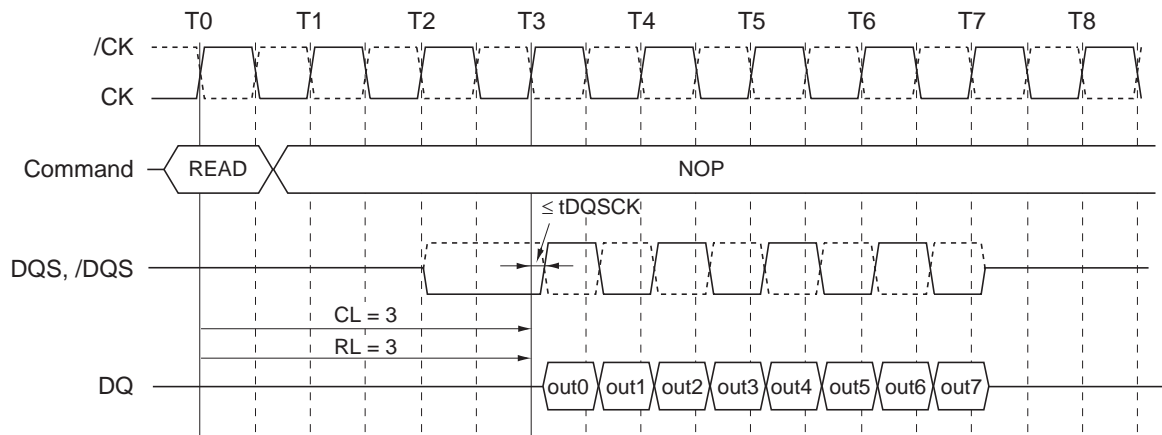 T0 T1 T2 T3 T4 T5 T6 T7 T8
/CK
CK
Command READ NOP
≤ tDQSCK
DQS, /DQS
CL = 3
RL = 3
DQ out0 out1 out2 out3 out4 out5 out6 out7